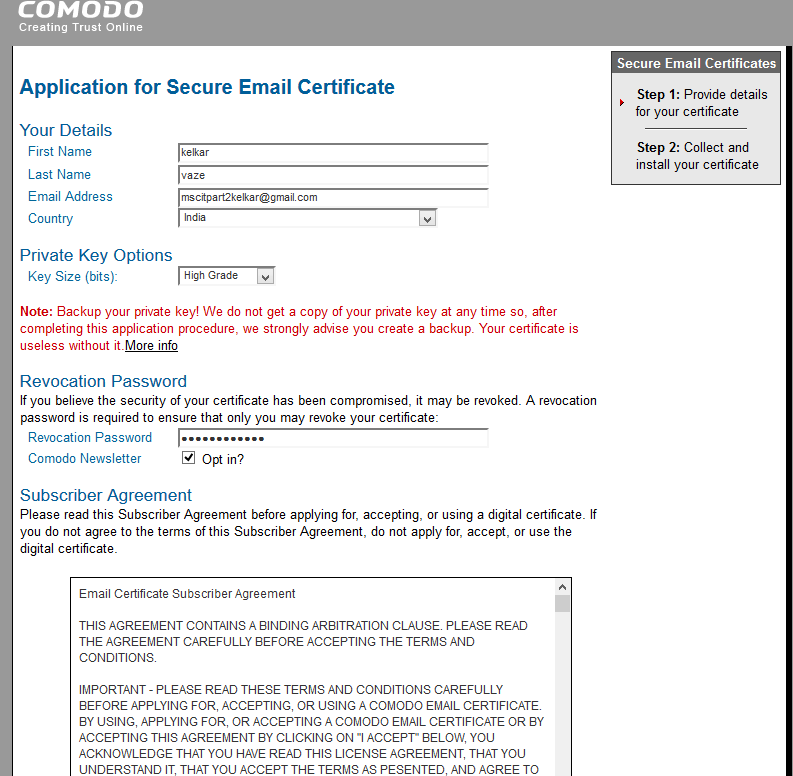 COMODO
Creating Trust Online
Application for Secure Email Certificate
Your Details
First Name kelkar
Last Name vaze
Email Address mscitpart2kelkar@gmail.com
Country India
Private Key Options
Key Size (bits): High Grade
Note: Backup your private key! We do not get a copy of your private key at any time so, after
completing this application procedure, we strongly advise you create a backup. Your certificate is
useless without it.More info
Revocation Password
If you believe the security of your certificate has been compromised, it may be revoked. A revocation
password is required to ensure that only you may revoke your certificate:
Revocation Password ••••••••••••
Comodo Newsletter Opt in?
Subscriber Agreement
Please read this Subscriber Agreement before applying for, accepting, or using a digital certificate. If
you do not agree to the terms of this Subscriber Agreement, do not apply for, accept, or use the
digital certificate.
Email Certificate Subscriber Agreement
THIS AGREEMENT CONTAINS A BINDING ARBITRATION CLAUSE. PLEASE READ
THE AGREEMENT CAREFULLY BEFORE ACCEPTING THE TERMS AND
CONDITIONS.
IMPORTANT - PLEASE READ THESE TERMS AND CONDITIONS CAREFULLY
BEFORE APPLYING FOR, ACCEPTING, OR USING A COMODO EMAIL CERTIFICATE.
BY USING, APPLYING FOR, OR ACCEPTING A COMODO EMAIL CERTIFICATE OR BY
ACCEPTING THIS AGREEMENT BY CLICKING ON "I ACCEPT" BELOW, YOU
ACKNOWLEDGE THAT YOU HAVE READ THIS LICENSE AGREEMENT, THAT YOU
UNDERSTAND IT, THAT YOU ACCEPT THE TERMS AS PESENTED, AND AGREE TO
Secure Email Certificates
Step 1: Provide details
for your certificate
Step 2: Collect and
install your certificate